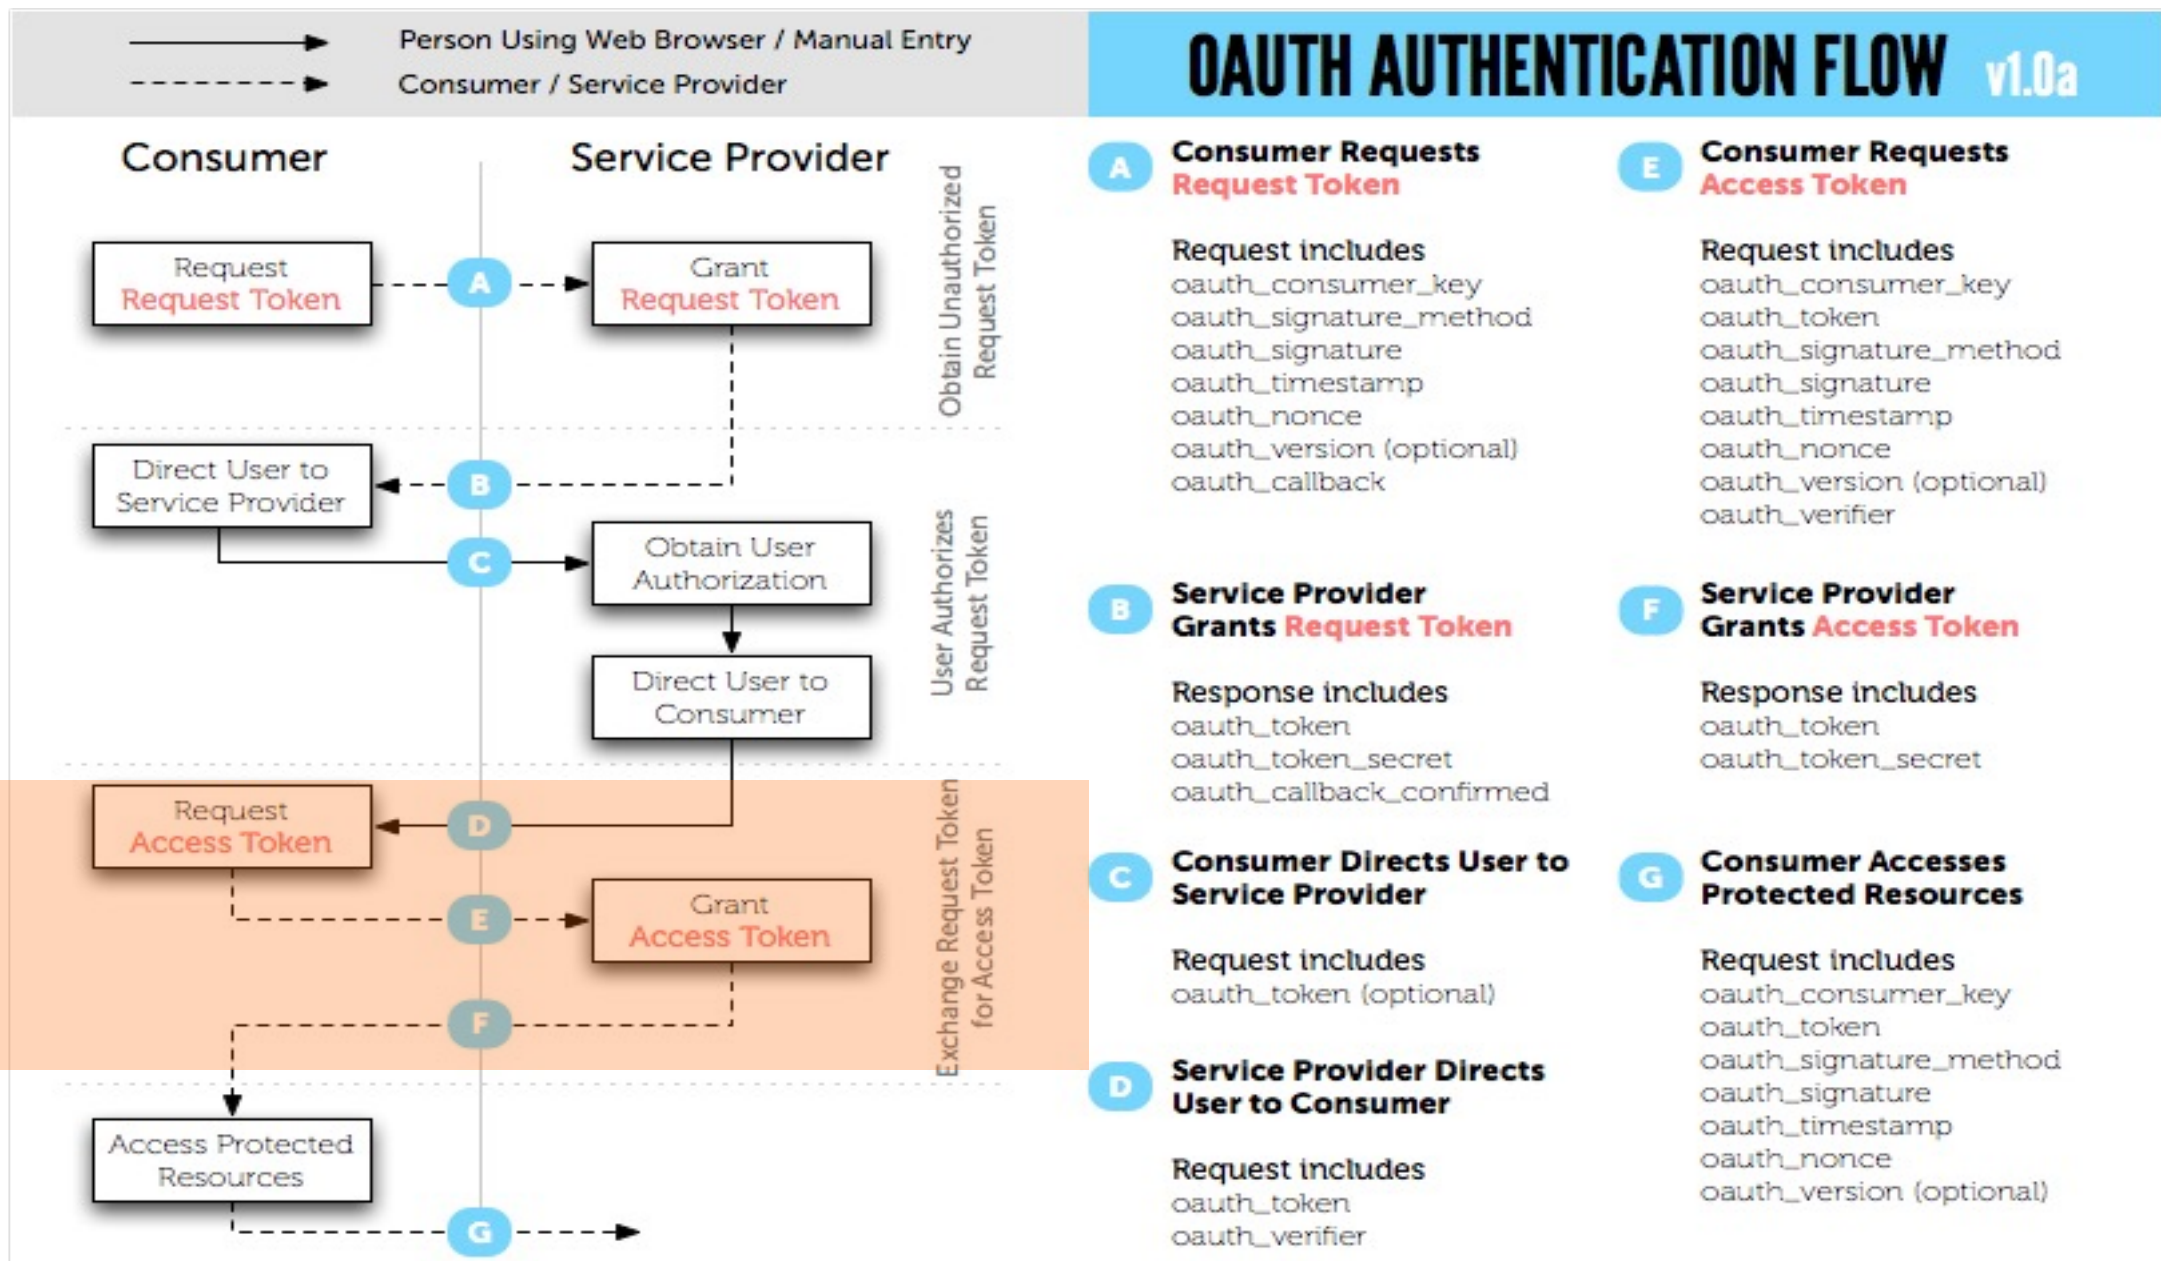 Person Using Web Browser / Manual Entry
Consumer / Service Provider
OAUTH AUTHENTICATION FLOW v1.0a
Consumer
Service Provider
Obtain Unauthorized
Request Token
Request
Request Token
A
Grant
Request Token
Direct User to
Service Provider
B
C
Obtain User
Authorization
User Authorizes
Request Token
Direct User to
Consumer
Request
Access Token
D
E
Grant
Access Token
Exchange Request Token
for Access Token
F
Access Protected
Resources
G
A
Consumer Requests
Request Token
Request includes
oauth_consumer_key
oauth_signature_method
oauth_signature
oauth_timestamp
oauth_nonce
oauth_version (optional)
oauth_callback
B
Service Provider
Grants Request Token
Response includes
oauth_token
oauth_token_secret
oauth_callback_confirmed
C
Consumer Directs User to
Service Provider
Request includes
oauth_token (optional)
D
Service Provider Directs
User to Consumer
Request includes
oauth_token
oauth_verifier
E
Consumer Requests
Access Token
Request includes
oauth_consumer_key
oauth_token
oauth_signature_method
oauth_signature
oauth_timestamp
oauth_nonce
oauth_version (optional)
oauth_verifier
F
Service Provider
Grants Access Token
Response includes
oauth_token
oauth_token_secret
G
Consumer Accesses
Protected Resources
Request includes
oauth_consumer_key
oauth_token
oauth_signature_method
oauth_signature
oauth_timestamp
oauth_nonce
oauth_version (optional)